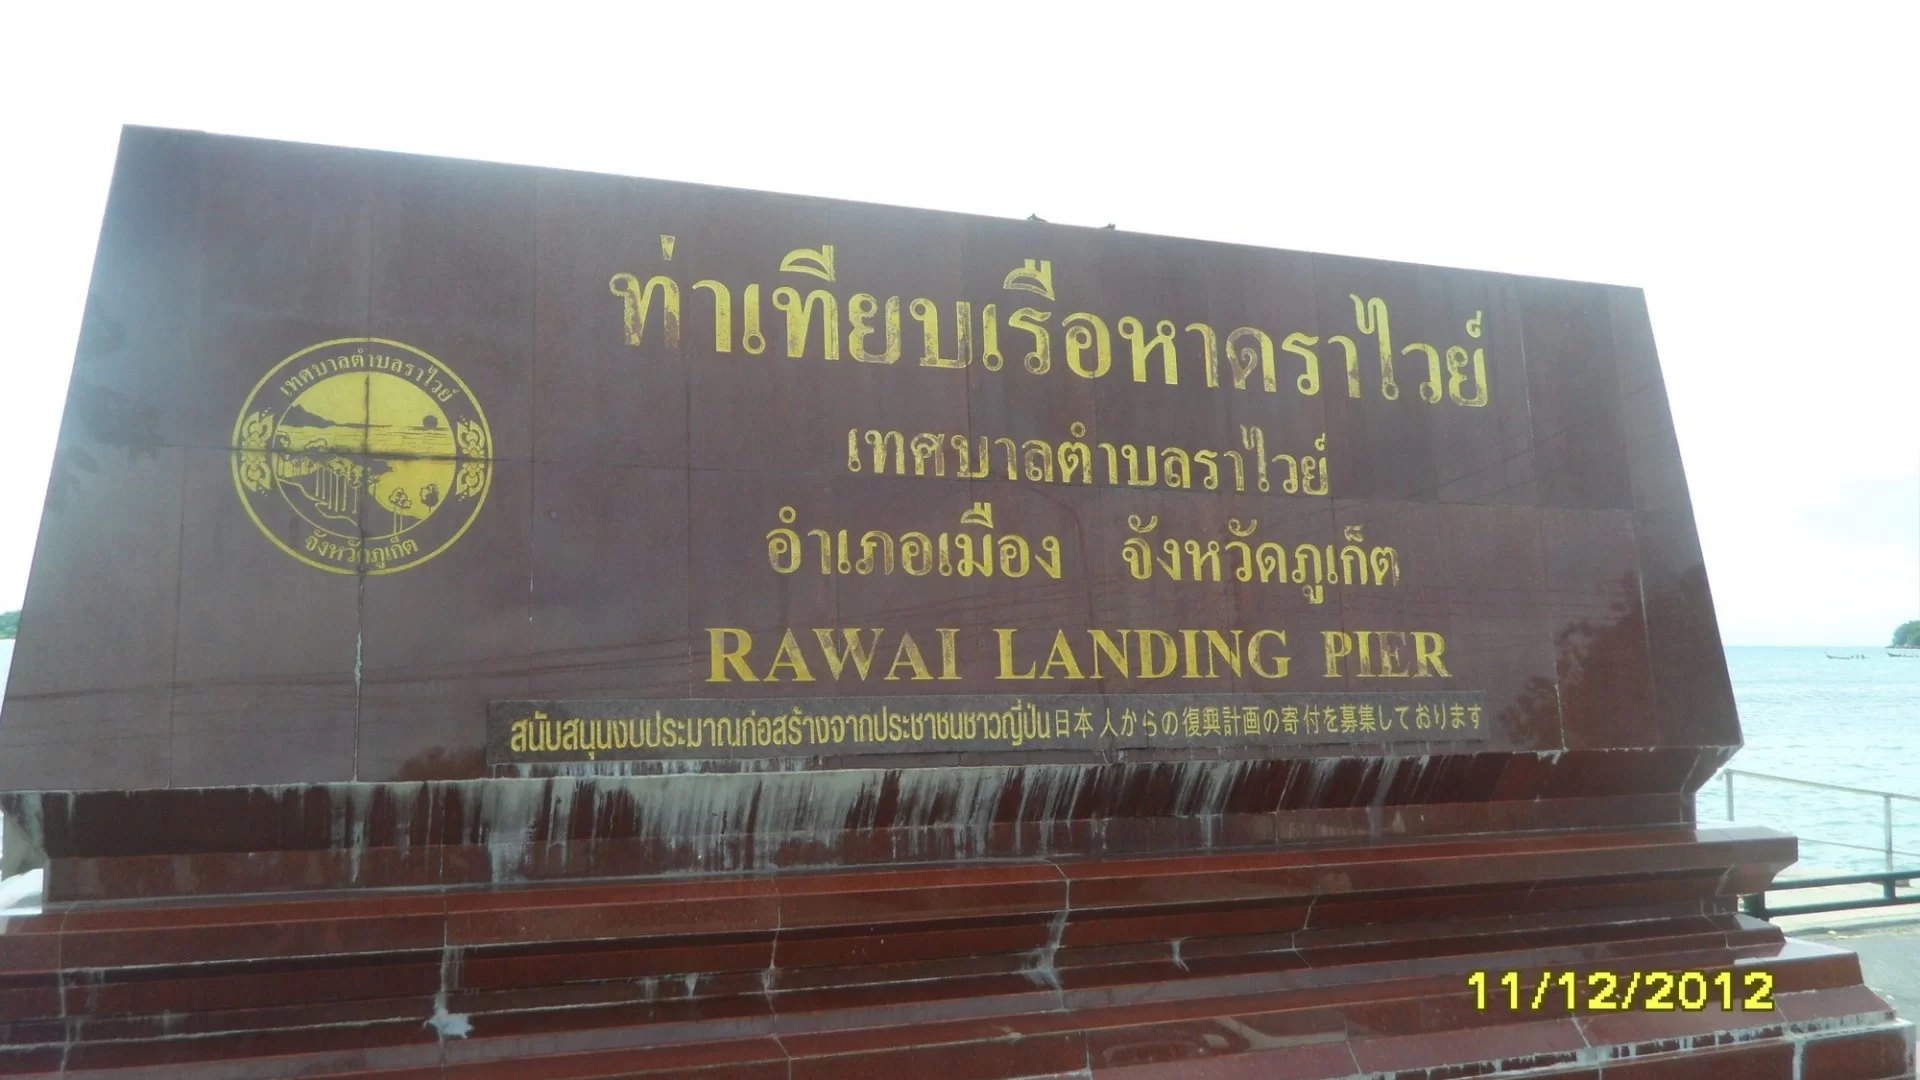 เทศบาลตำบลราไวย์
จังหวัดภูเก็ต
ท่าเทียบเรือหาดราไวย์
เทศบาลตำบลราไวย์
อำเภอเมือง จังหวัดภูเก็ต
RAWAI LANDING PIER
สนับสนุนงบประมาณก่อสร้างจากประชาชนชาวญี่ปุ่น日本人からの復興計画の寄付を募集しております
11/12/2012